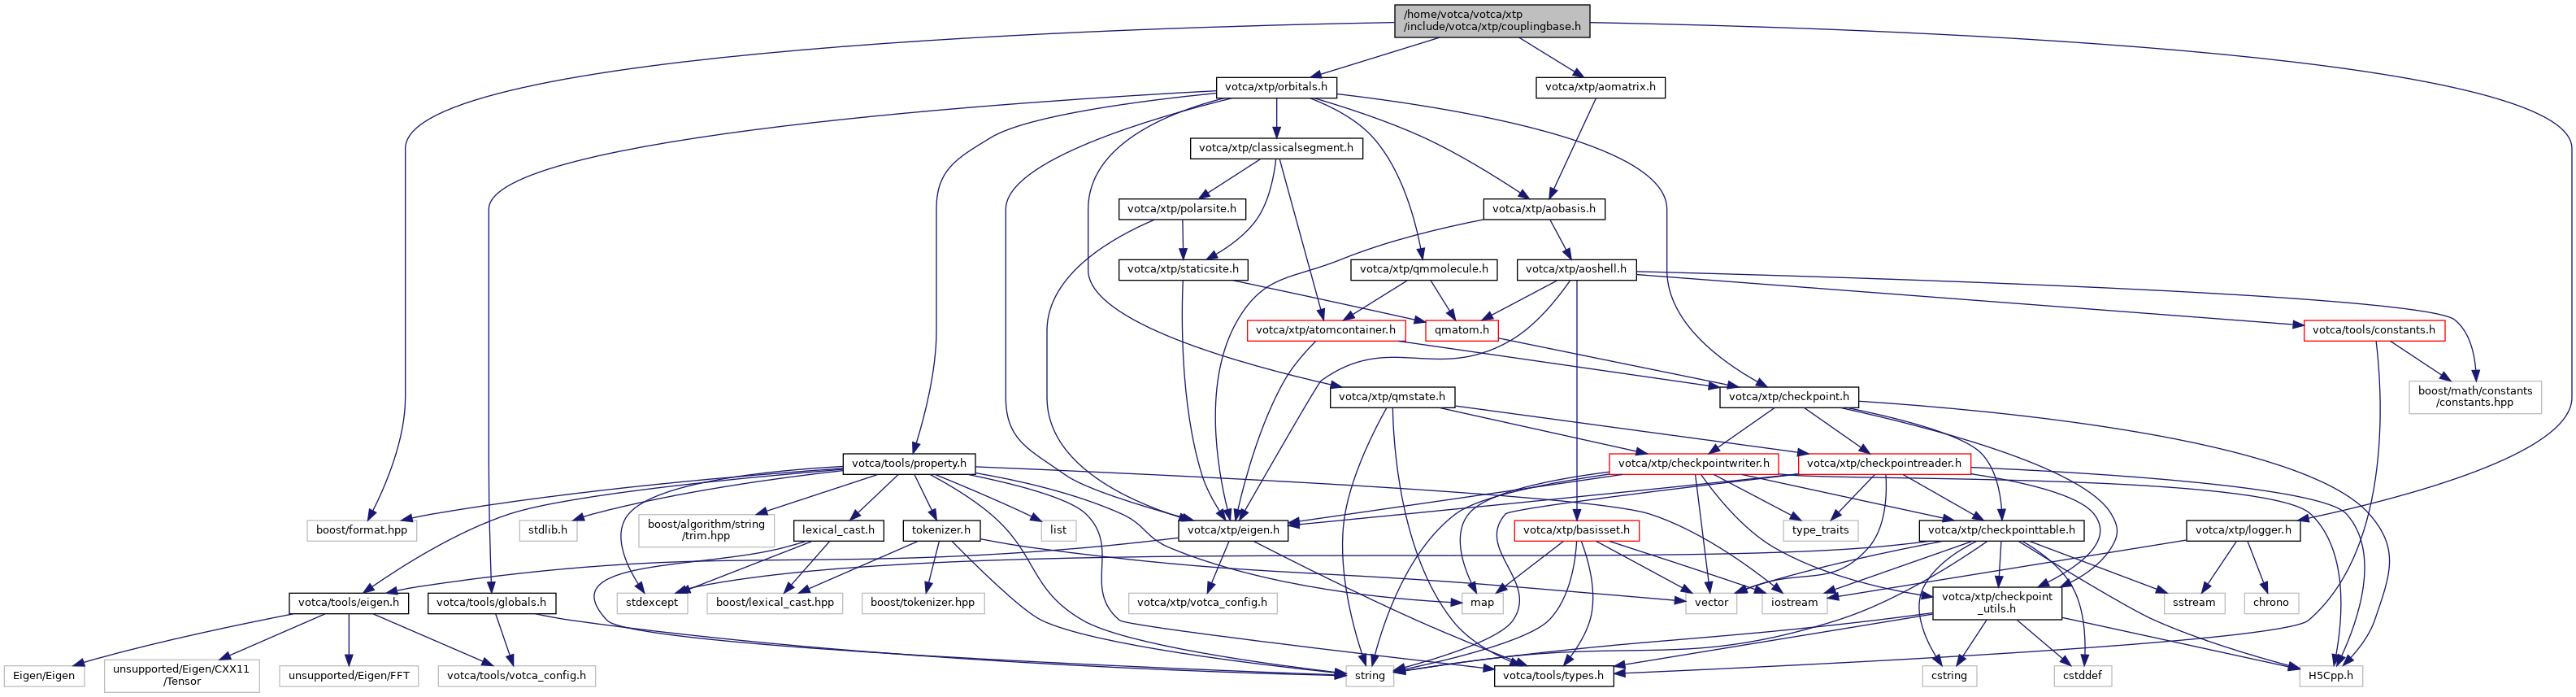 /home/votca/votca/xtp
/include/votca/xtp/couplingbase.h
votca/xtp/orbitals.h
votca/xtp/aomatrix.h
votca/xtp/classicalsegment.h
votca/xtp/polarsite.h
votca/xtp/aobasis.h
votca/xtp/staticsite.h
votca/xtp/qmmolecule.h
votca/xtp/aoshell.h
votca/xtp/atomcontainer.h
qmatom.h
votca/tools/constants.h
votca/xtp/qmstate.h
votca/xtp/checkpoint.h
boost/math/constants
/constants.hpp
votca/tools/property.h
votca/xtp/checkpointwriter.h
votca/xtp/checkpointreader.h
boost/format.hpp
stdlib.h
boost/algorithm/string
/trim.hpp
lexical_cast.h
tokenizer.h
list
votca/xtp/eigen.h
votca/xtp/basisset.h
type_traits
votca/xtp/checkpointtable.h
votca/xtp/logger.h
votca/tools/eigen.h
votca/tools/globals.h
stdexcept
boost/lexical_cast.hpp
boost/tokenizer.hpp
votca/xtp/votca_config.h
map
vector
iostream
votca/xtp/checkpoint
_utils.h
sstream
chrono
Eigen/Eigen
unsupported/Eigen/CXX11
/Tensor
unsupported/Eigen/FFT
votca/tools/votca_config.h
string
votca/tools/types.h
cstring
cstddef
H5Cpp.h